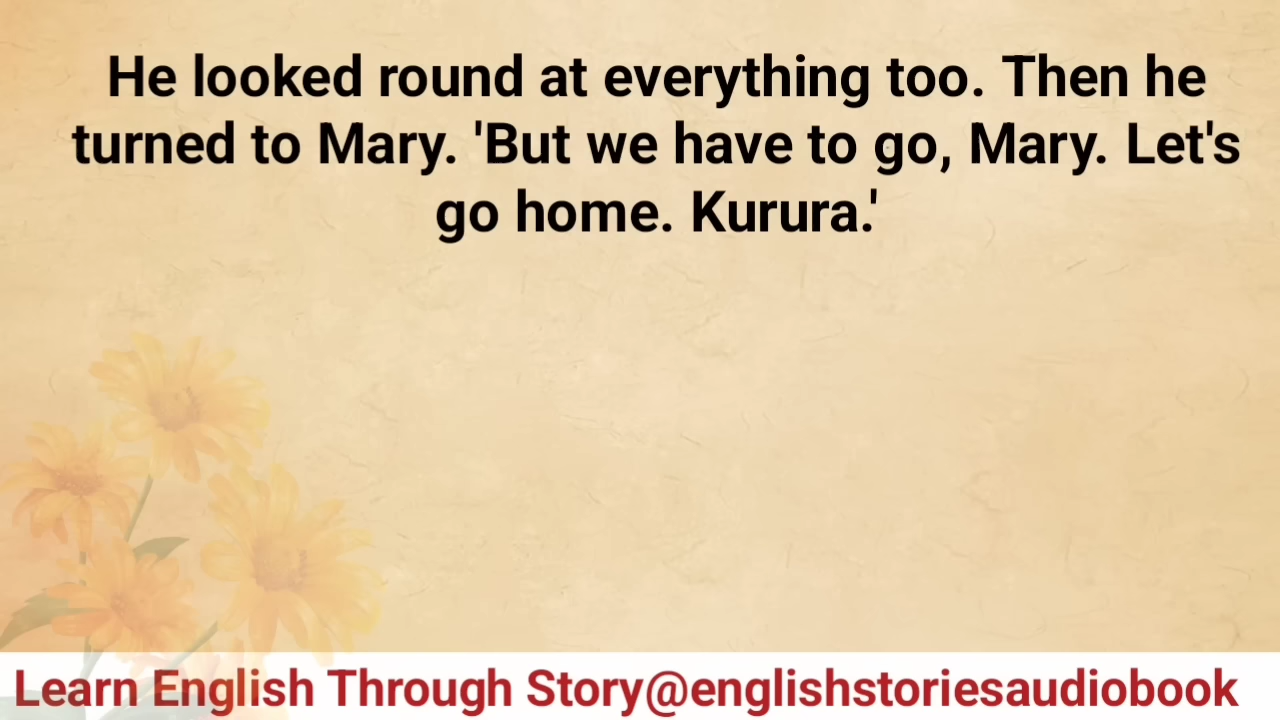 He looked round at everything too. Then he
turned to Mary. 'But we have to go, Mary. Let's
go home. Kurura.'
Learn English Through Story@englishstoriesaudiobook